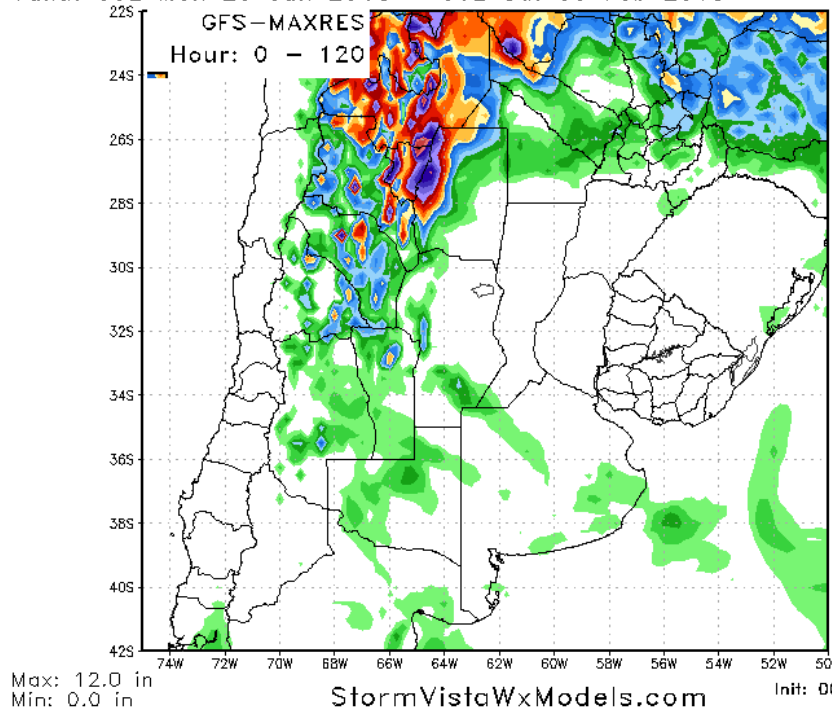 GFS-MAXRES
Hour: 0 - 120
22S
24S
26S
28S
30S
32S
34S
36S
38S
40S
42S
74W 72W 70W 68W 66W 64W 62W 60W 58W 56W 54W 52W 50
Max: 12.0 in
Min: 0.0 in
StormVistaWxModels.com
Init: 00